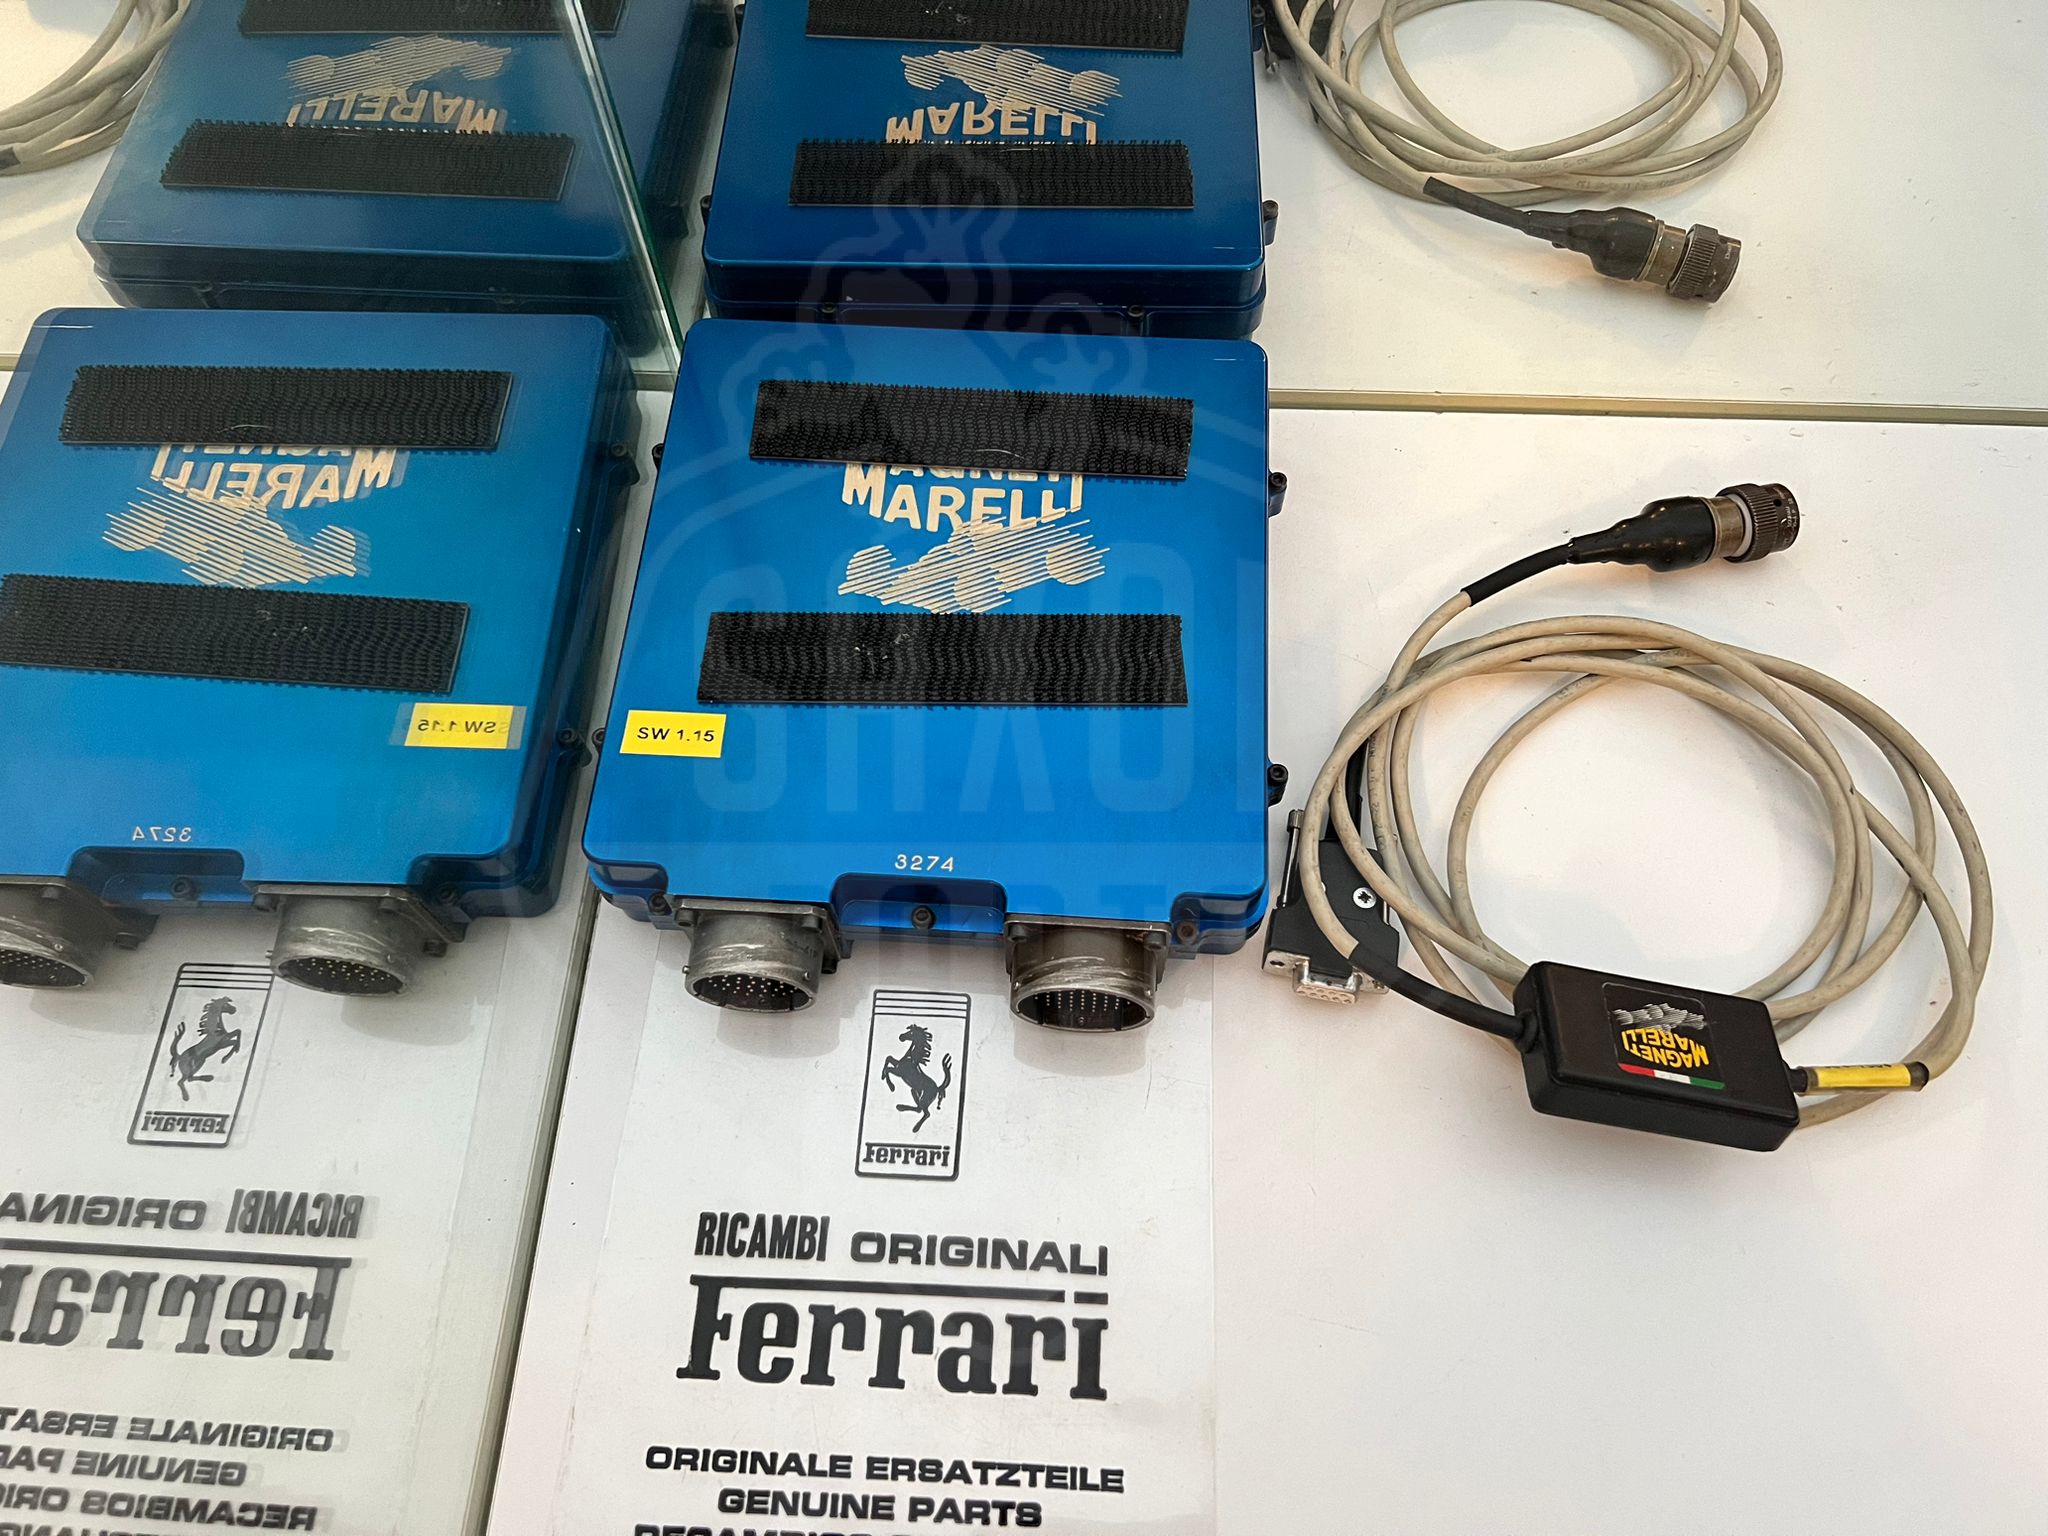 MAGNETI
MARELLI
SW 1.15
3274
MAGNETI
MARELLI
Ferrari
RICAMBI ORIGINALI
Ferrari
ORIGINALE ERSATZTEILE
GENUINE PARTS